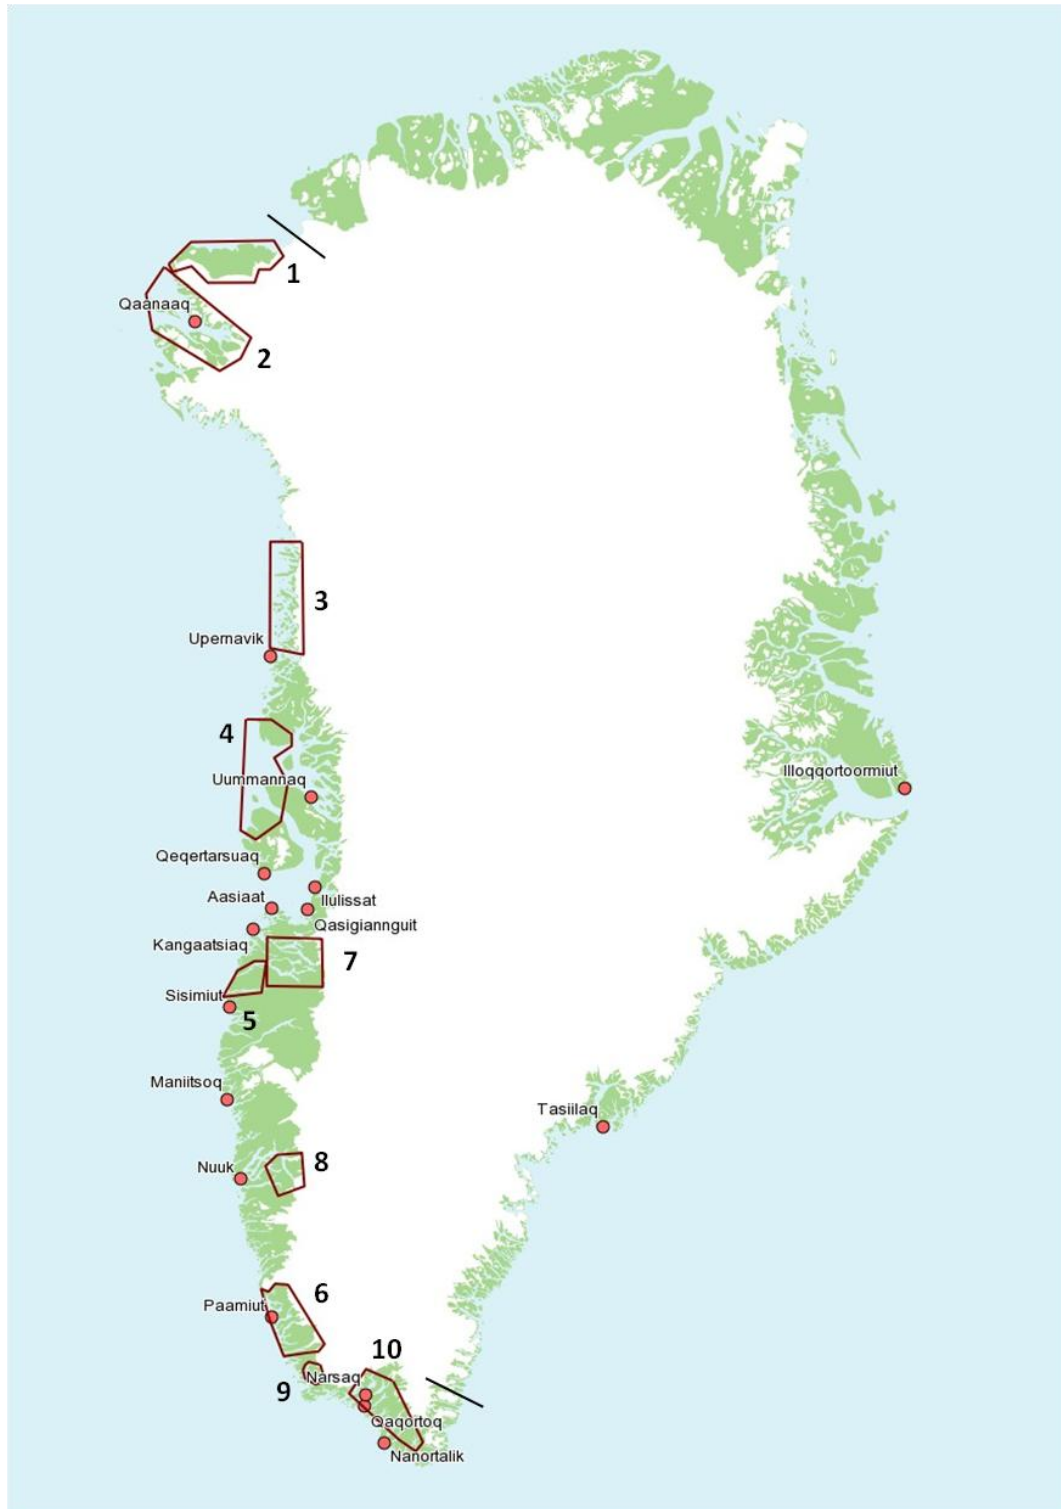 1
Qaanaaq
2
3
Upernavik
4
Uummannaq
Illoqqortoormiut
Qeqertarsuaq
Aasiaat
Ilulissat
Qasigiannguit
Kangaatsiaq
7
Sisimiut
5
Maniitsoq
Tasiilaq
8
Nuuk
6
Paamiut
10
Narsaq
9
Qaqortoq
Nanortalik